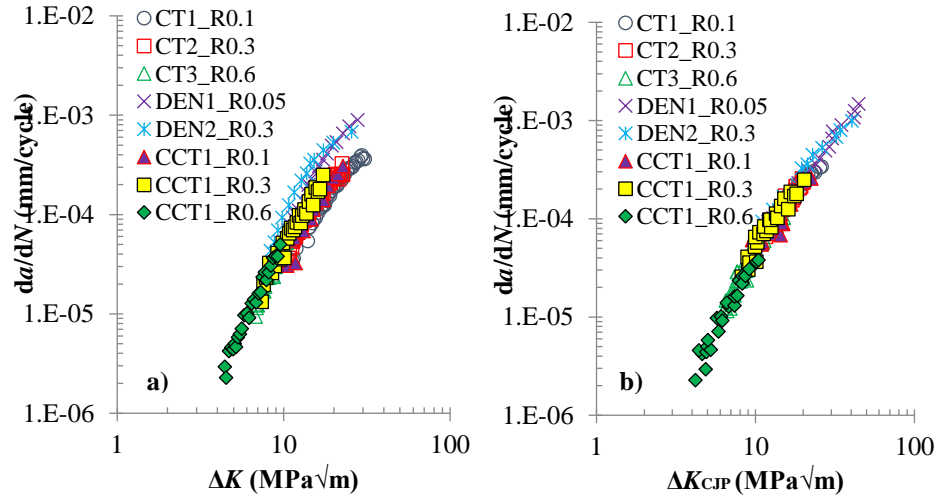 1.E-02
1.E-03
1.E-04
1.E-05
1.E-06
da/dN (mm/cycle)
CT1_R0.1
CT2_R0.3
CT3_R0.6
DEN1_R0.05
DEN2_R0.3
CCT1_R0.1
CCT1_R0.3
CCT1_R0.6
a)
1
10
100
ΔK (MPa√m)
1.E-02
1.E-03
1.E-04
1.E-05
1.E-06
da/dN (mm/cycle)
CT1_R0.1
CT2_R0.3
CT3_R0.6
DEN1_R0.05
DEN2_R0.3
CCT1_R0.1
CCT1_R0.3
CCT1_R0.6
b)
1
10
100
ΔKCJP (MPa√m)